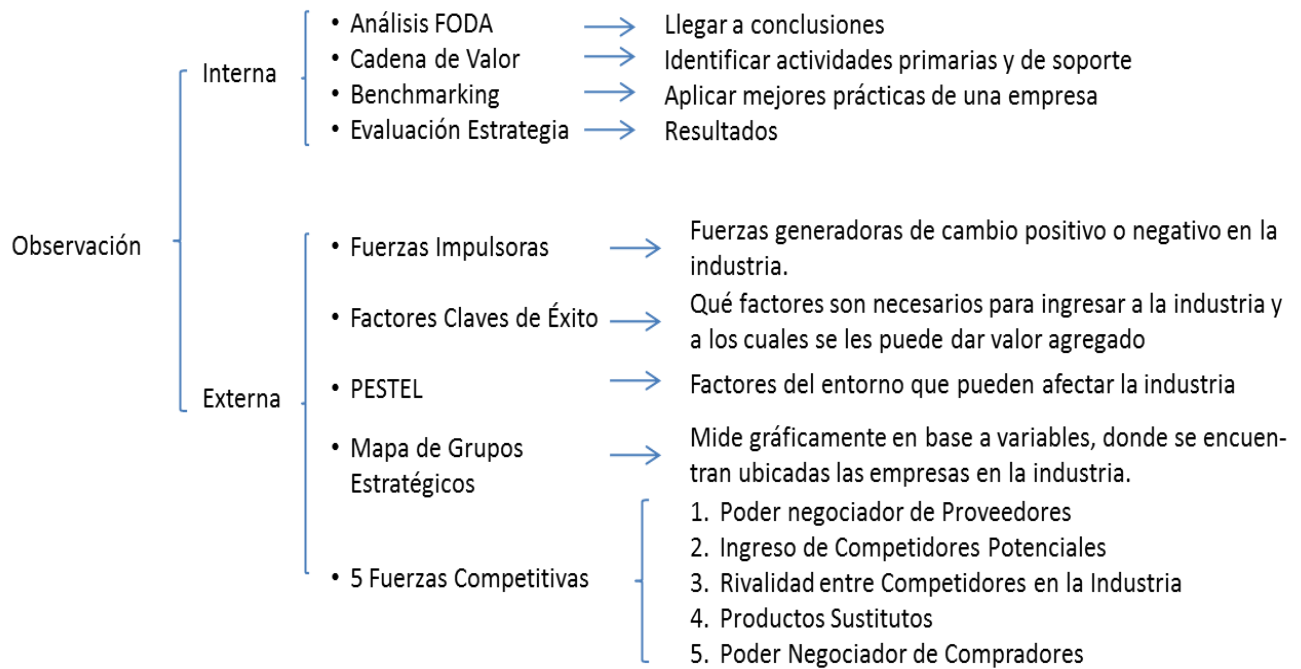 Observación
Interna
• Análisis FODA
Llegar a conclusiones
• Cadena de Valor
Identificar actividades primarias y de soporte
• Benchmarking
Aplicar mejores prácticas de una empresa
• Evaluación Estrategia
Resultados
Externa
• Fuerzas Impulsoras
Fuerzas generadoras de cambio positivo o negativo en la
industria.
• Factores Claves de Éxito
Qué factores son necesarios para ingresar a la industria y
a los cuales se les puede dar valor agregado
• PESTEL
Factores del entorno que pueden afectar la industria
• Mapa de Grupos
Estratégicos
Mide gráficamente en base a variables, donde se encuen-
tran ubicadas las empresas en la industria.
• 5 Fuerzas Competitivas
1. Poder negociador de Proveedores
2. Ingreso de Competidores Potenciales
3. Rivalidad entre Competidores en la Industria
4. Productos Sustitutos
5. Poder Negociador de Compradores